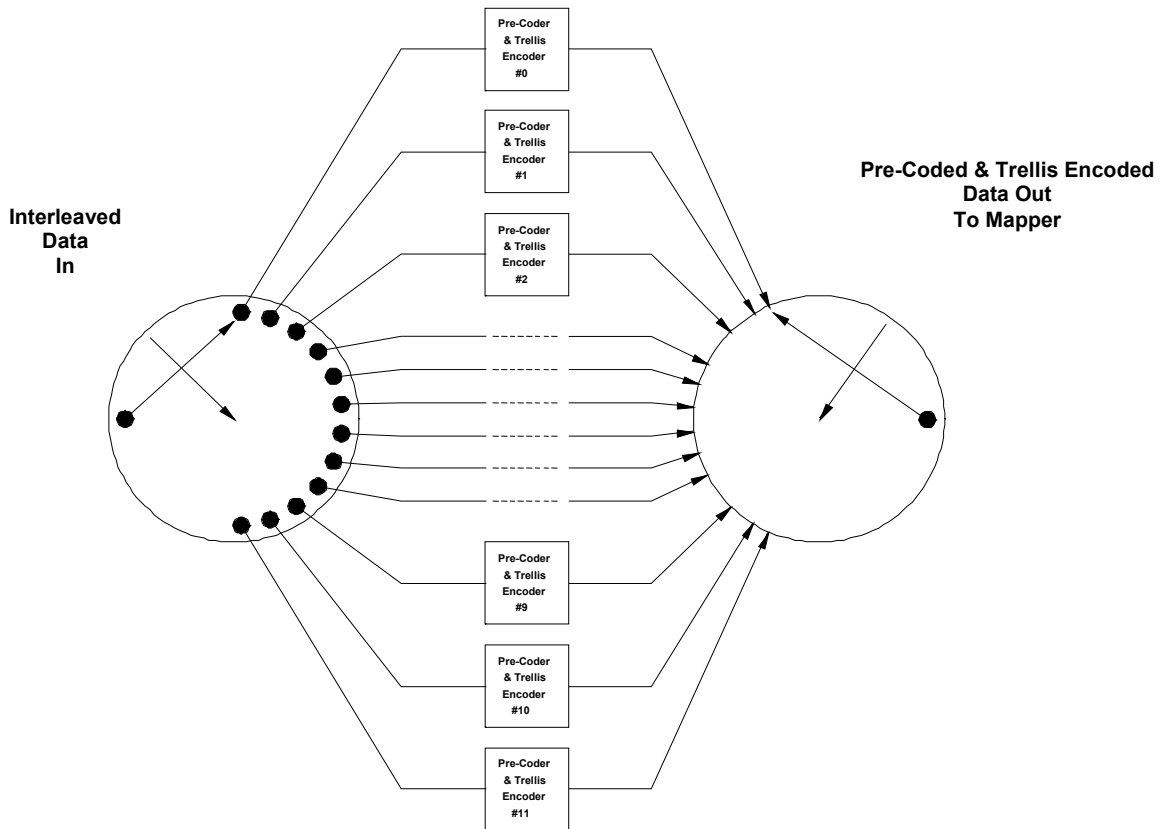 Pre-Coder
& Trellis
Encoder
#0
Pre-Coder
& Trellis
Encoder
#1
Pre-Coded & Trellis Encoded
Data Out
To Mapper
Interleaved
Data
In
Pre-Coder
& Trellis
Encoder
#2
Pre-Coder
& Trellis
Encoder
#9
Pre-Coder
& Trellis
Encoder
#10
Pre-Coder
& Trellis
Encoder
#11